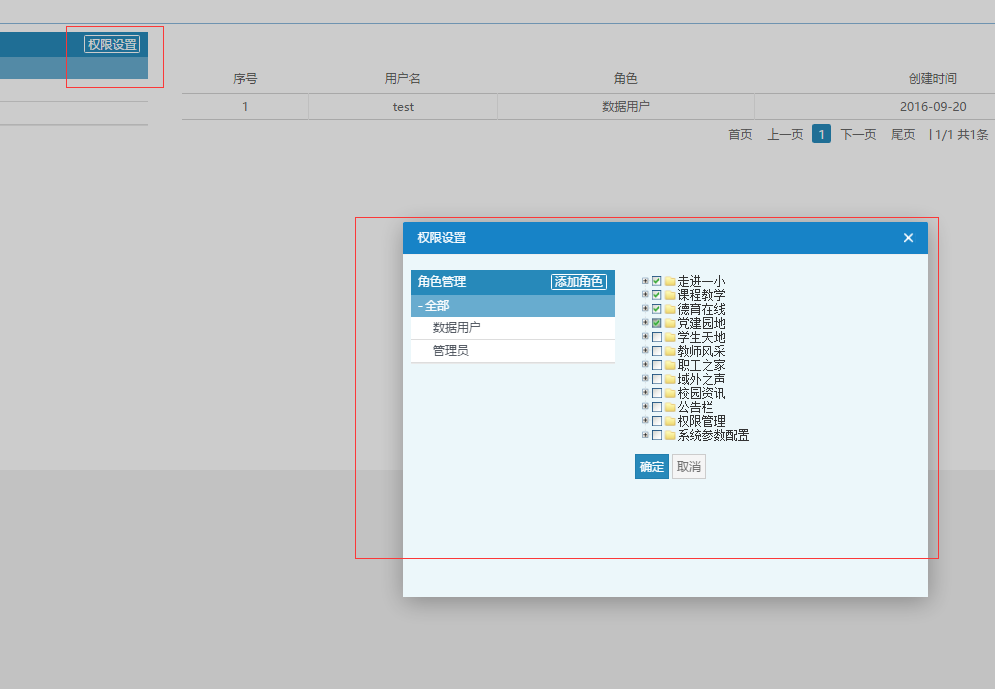 权限设置
序号 用户名 角色 创建时间
1 test 数据用户 2016-09-20
首页 上一页 1 下一页 尾页 | 1/1 共1条
权限设置 ×
角色管理 添加角色
- 全部
数据用户
管理员
走进一小
课程教学
德育在线
党建园地
学生天地
教师风采
职工之家
域外之声
校园资讯
公告栏
权限管理
系统参数配置
确定 取消